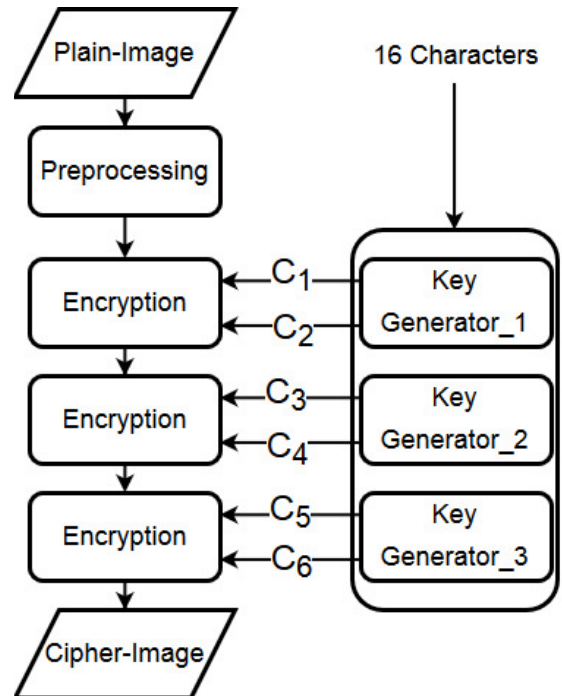 Plain-Image
16 Characters
Preprocessing
Encryption
C₁
C₂
Key
Generator_1
Encryption
C₃
C₄
Key
Generator_2
Encryption
C₅
C₆
Key
Generator_3
Cipher-Image